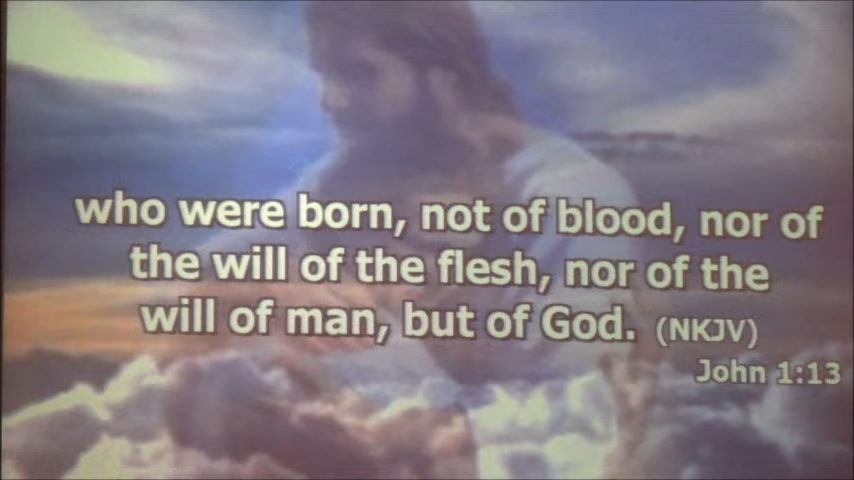 who were born, not of blood, nor of
the will of the flesh, nor of the
will of man, but of God. (NKJV)
John 1:13